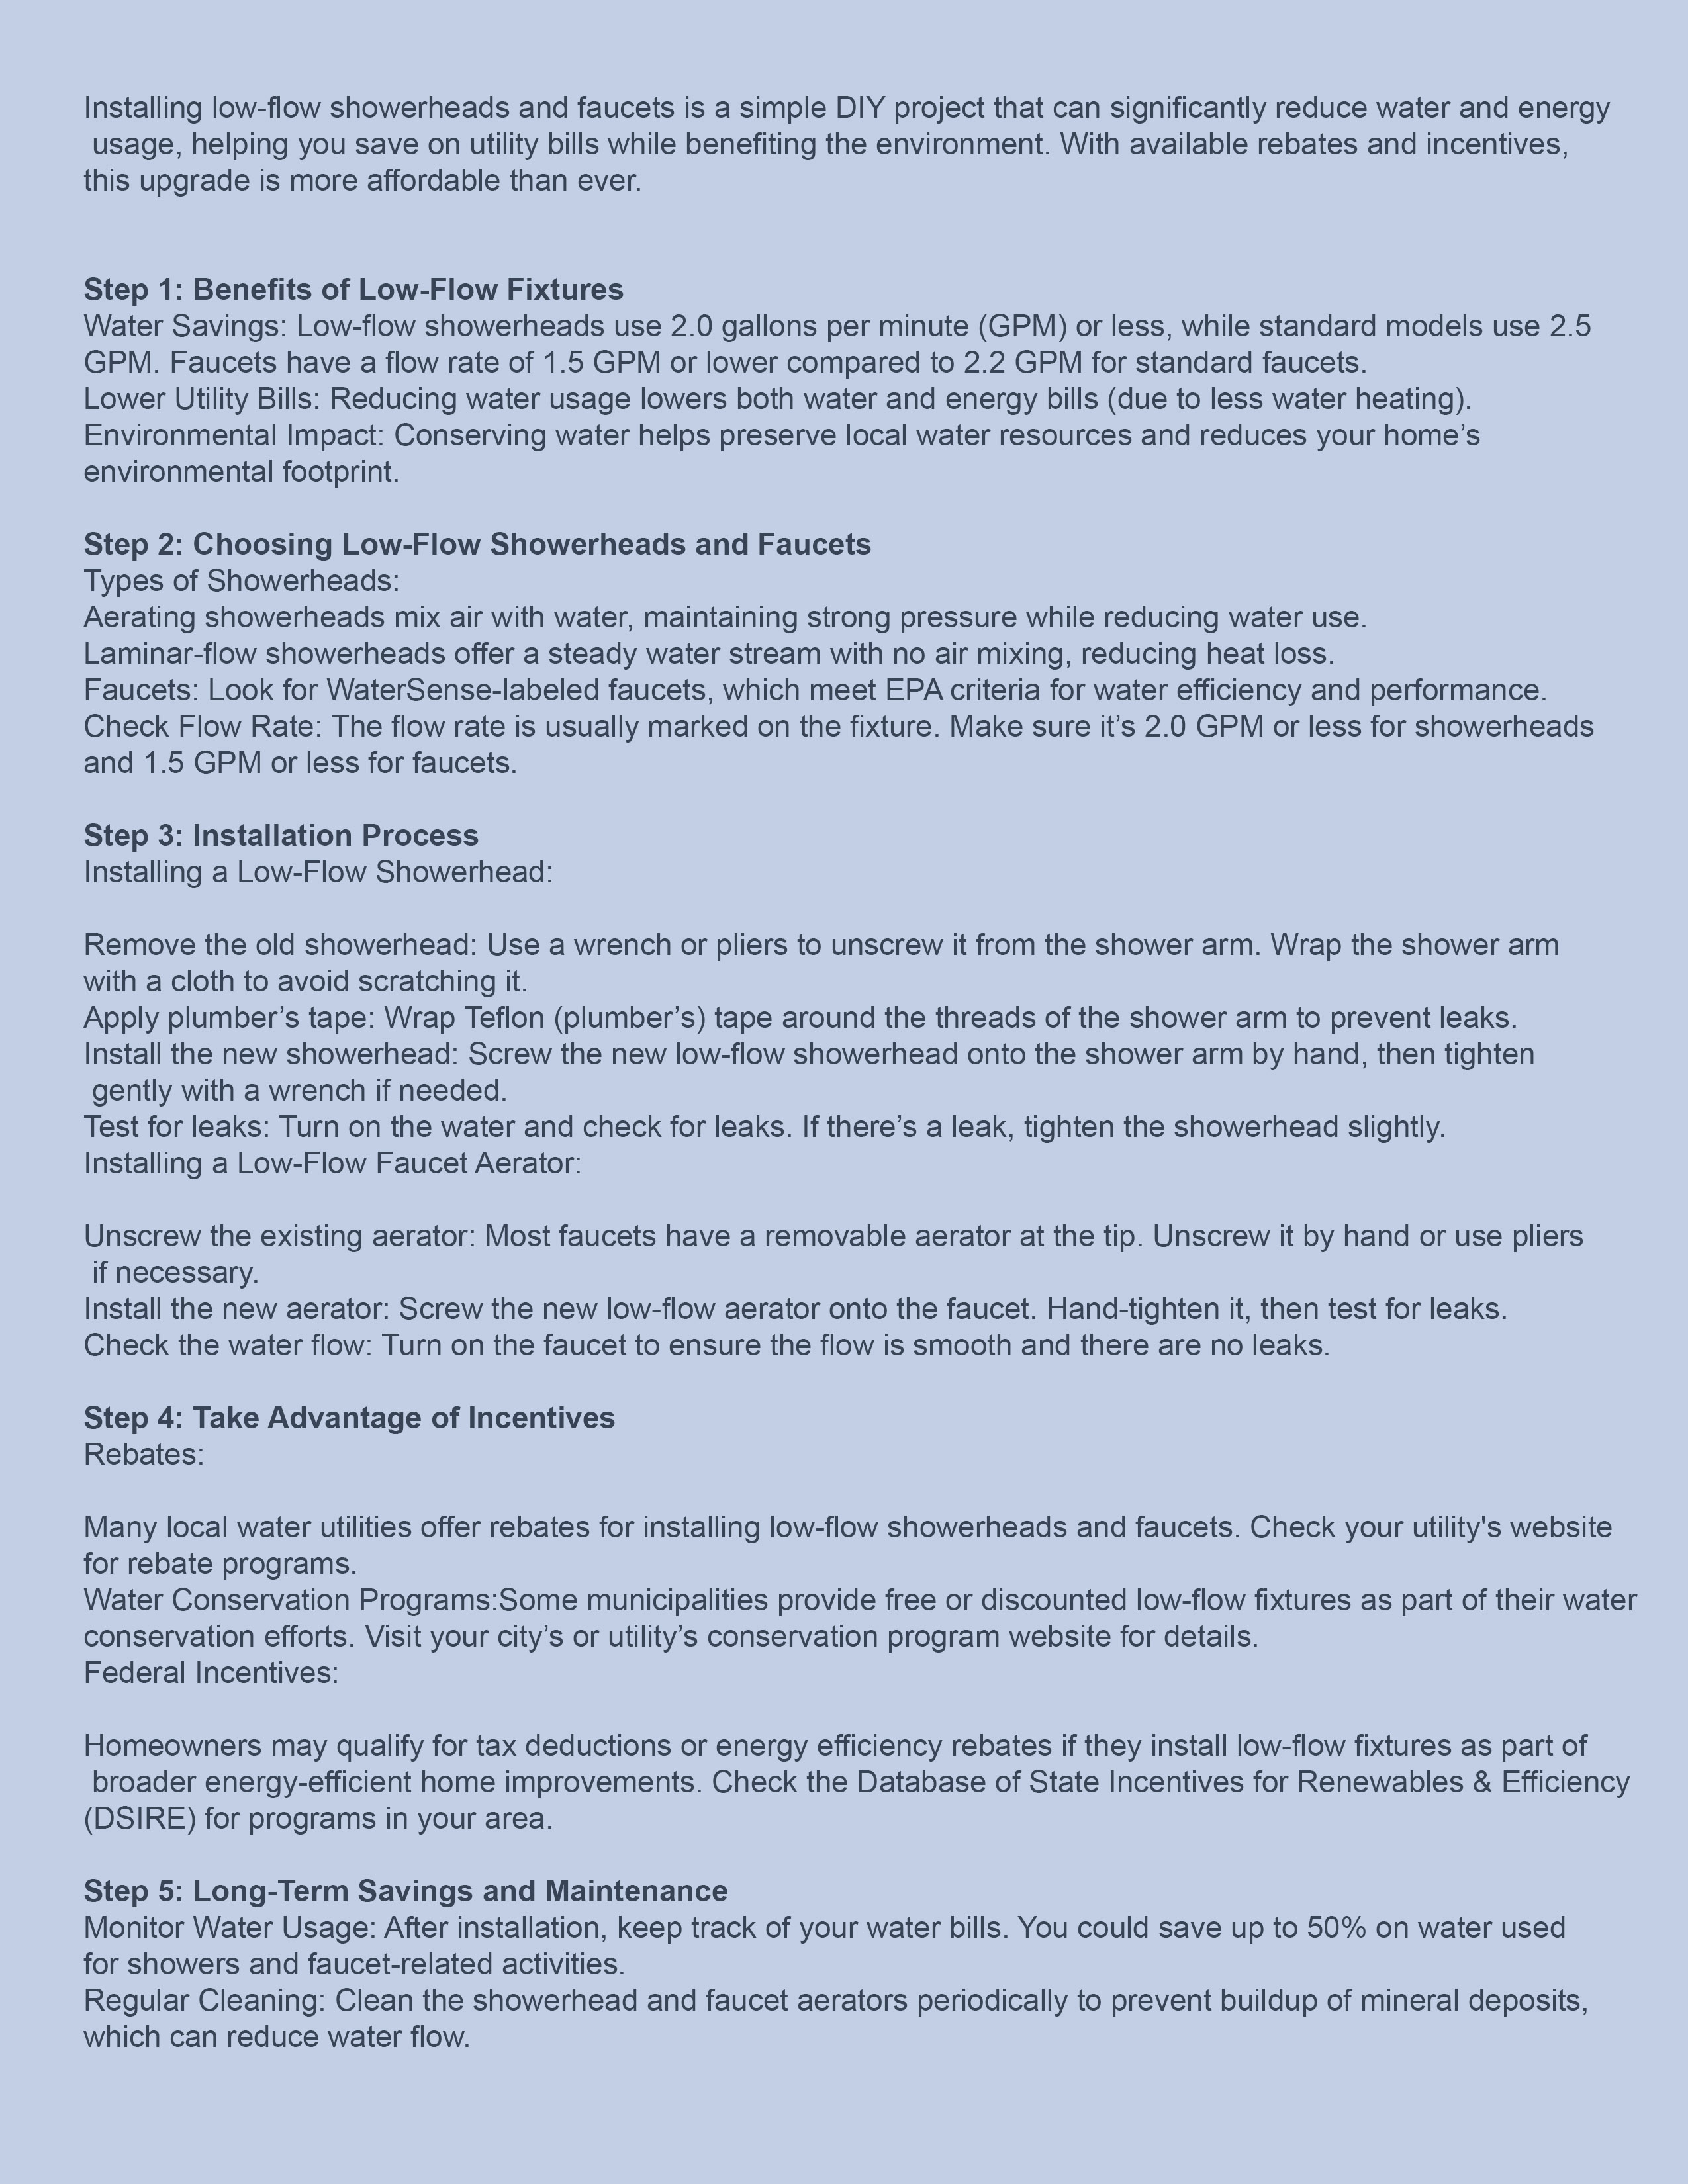 Installing low-flow showerheads and faucets is a simple DIY project that can significantly reduce water and energy
usage, helping you save on utility bills while benefiting the environment. With available rebates and incentives,
this upgrade is more affordable than ever.
Step 1: Benefits of Low-Flow Fixtures
Water Savings: Low-flow showerheads use 2.0 gallons per minute (GPM) or less, while standard models use 2.5
GPM. Faucets have a flow rate of 1.5 GPM or lower compared to 2.2 GPM for standard faucets.
Lower Utility Bills: Reducing water usage lowers both water and energy bills (due to less water heating).
Environmental Impact: Conserving water helps preserve local water resources and reduces your home’s
environmental footprint.
Step 2: Choosing Low-Flow Showerheads and Faucets
Types of Showerheads:
Aerating showerheads mix air with water, maintaining strong pressure while reducing water use.
Laminar-flow showerheads offer a steady water stream with no air mixing, reducing heat loss.
Faucets: Look for WaterSense-labeled faucets, which meet EPA criteria for water efficiency and performance.
Check Flow Rate: The flow rate is usually marked on the fixture. Make sure it’s 2.0 GPM or less for showerheads
and 1.5 GPM or less for faucets.
Step 3: Installation Process
Installing a Low-Flow Showerhead:
Remove the old showerhead: Use a wrench or pliers to unscrew it from the shower arm. Wrap the shower arm
with a cloth to avoid scratching it.
Apply plumber’s tape: Wrap Teflon (plumber’s) tape around the threads of the shower arm to prevent leaks.
Install the new showerhead: Screw the new low-flow showerhead onto the shower arm by hand, then tighten
gently with a wrench if needed.
Test for leaks: Turn on the water and check for leaks. If there’s a leak, tighten the showerhead slightly.
Installing a Low-Flow Faucet Aerator:
Unscrew the existing aerator: Most faucets have a removable aerator at the tip. Unscrew it by hand or use pliers
if necessary.
Install the new aerator: Screw the new low-flow aerator onto the faucet. Hand-tighten it, then test for leaks.
Check the water flow: Turn on the faucet to ensure the flow is smooth and there are no leaks.
Step 4: Take Advantage of Incentives
Rebates:
Many local water utilities offer rebates for installing low-flow showerheads and faucets. Check your utility's website
for rebate programs.
Water Conservation Programs:Some municipalities provide free or discounted low-flow fixtures as part of their water
conservation efforts. Visit your city’s or utility’s conservation program website for details.
Federal Incentives:
Homeowners may qualify for tax deductions or energy efficiency rebates if they install low-flow fixtures as part of
broader energy-efficient home improvements. Check the Database of State Incentives for Renewables & Efficiency
(DSIRE) for programs in your area.
Step 5: Long-Term Savings and Maintenance
Monitor Water Usage: After installation, keep track of your water bills. You could save up to 50% on water used
for showers and faucet-related activities.
Regular Cleaning: Clean the showerhead and faucet aerators periodically to prevent buildup of mineral deposits,
which can reduce water flow.